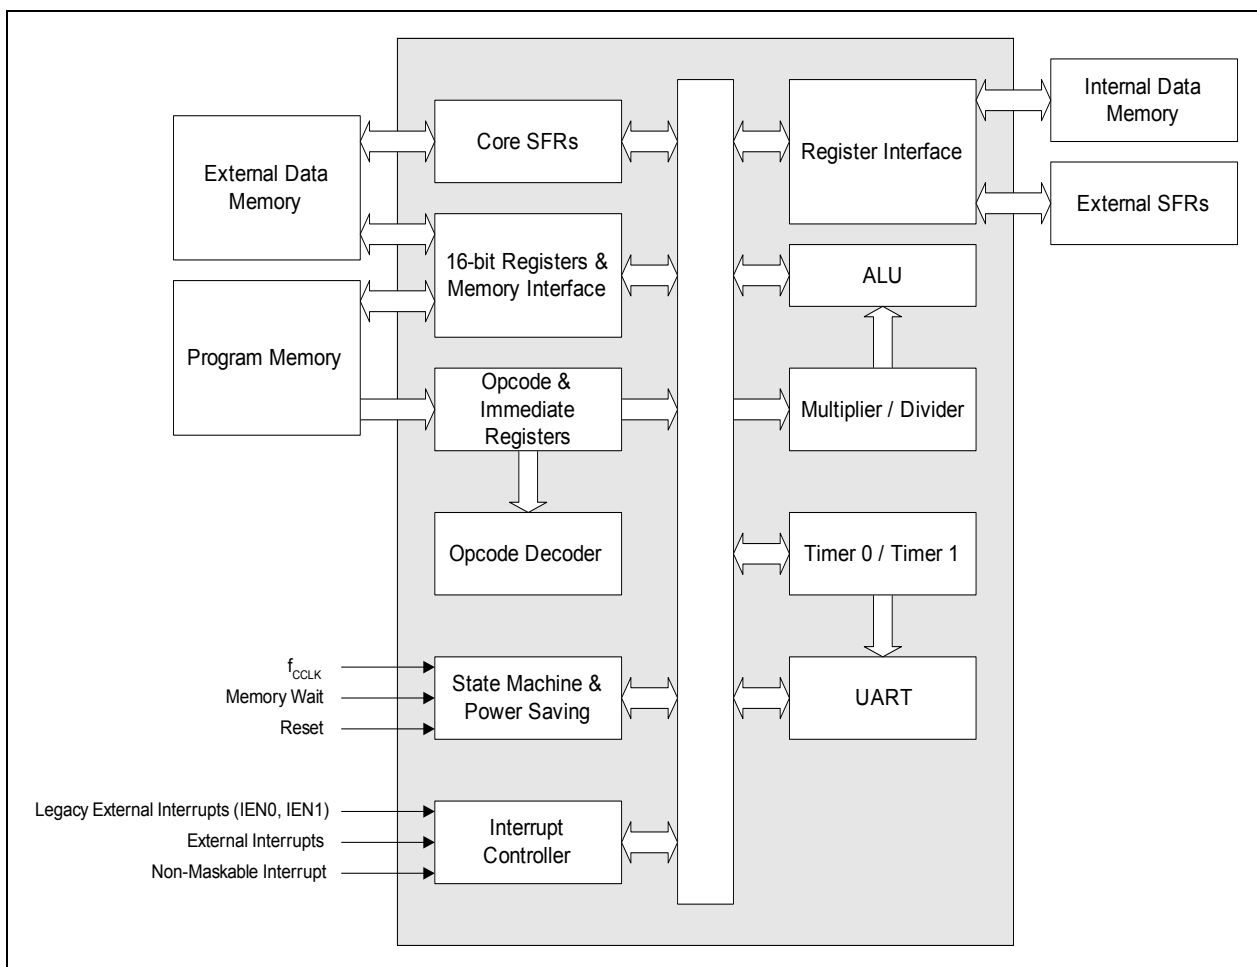 External Data
Memory
Program Memory
Core SFRs
16-bit Registers &
Memory Interface
Opcode &
Immediate
Registers
Opcode Decoder
State Machine &
Power Saving
Interrupt
Controller
Register Interface
ALU
Multiplier / Divider
Timer 0 / Timer 1
UART
Internal Data
Memory
External SFRs
fCCLK
Memory Wait
Reset
Legacy External Interrupts (IEN0, IEN1)
External Interrupts
Non-Maskable Interrupt